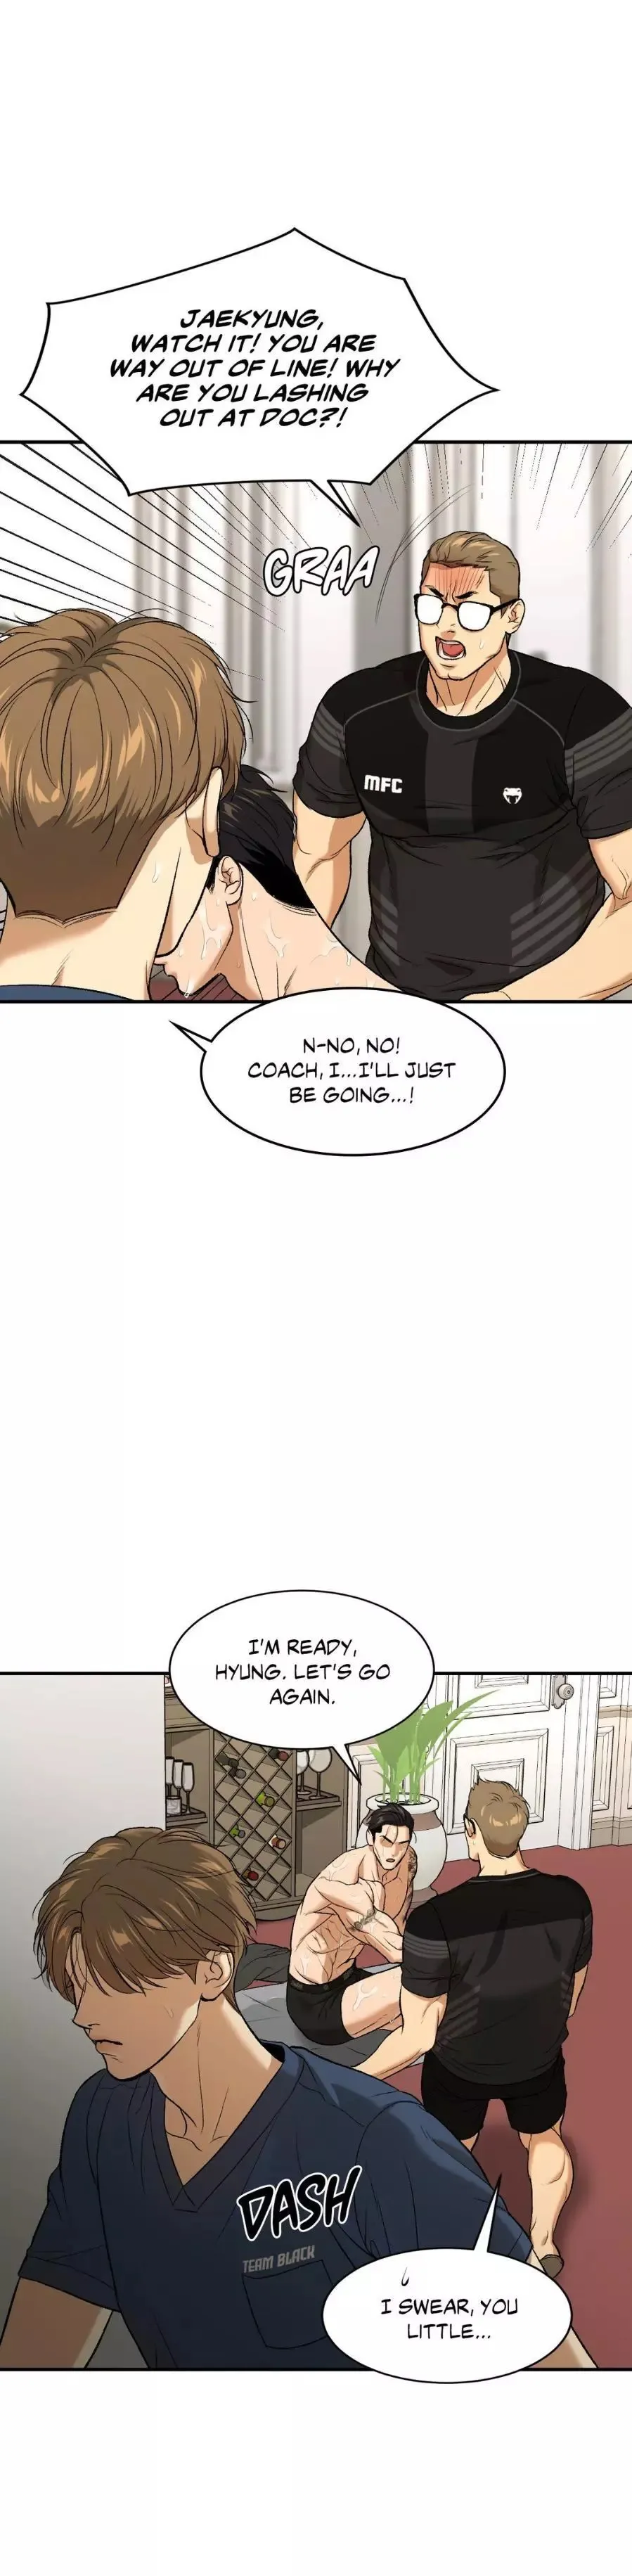 JAEKYUNG,
WATCH IT! YOU ARE
WAY OUT OF LINE! WHY
ARE YOU LASHING
OUT AT DOC?!
GRAA
MFC
N-NO, NO!
COACH, I...I'LL JUST
BE GOING...!
I'M READY,
HYUNG. LET'S GO
AGAIN.
DASH
TEAM BLACK
I SWEAR, YOU
LITTLE...